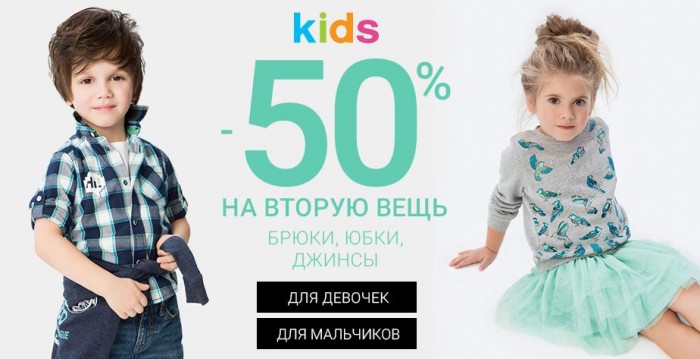 kids
-50%
НА ВТОРУЮ ВЕЩЬ
БРЮКИ, ЮБКИ,
ДЖИНСЫ
ДЛЯ ДЕВОЧЕК
ДЛЯ МАЛЬЧИКОВ